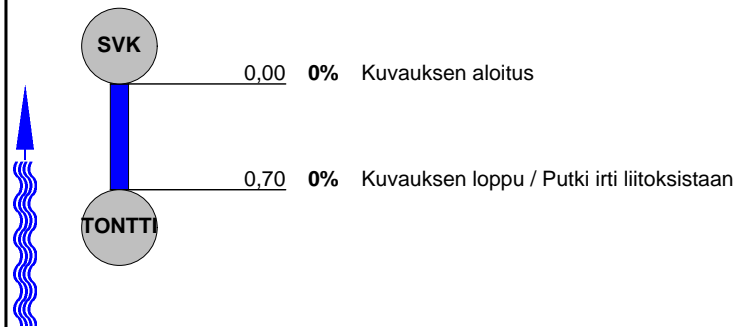 SVK
0,00 0% Kuvauksen aloitus
0,70 0% Kuvauksen loppu / Putki irti liitoksistaan
TONTTI